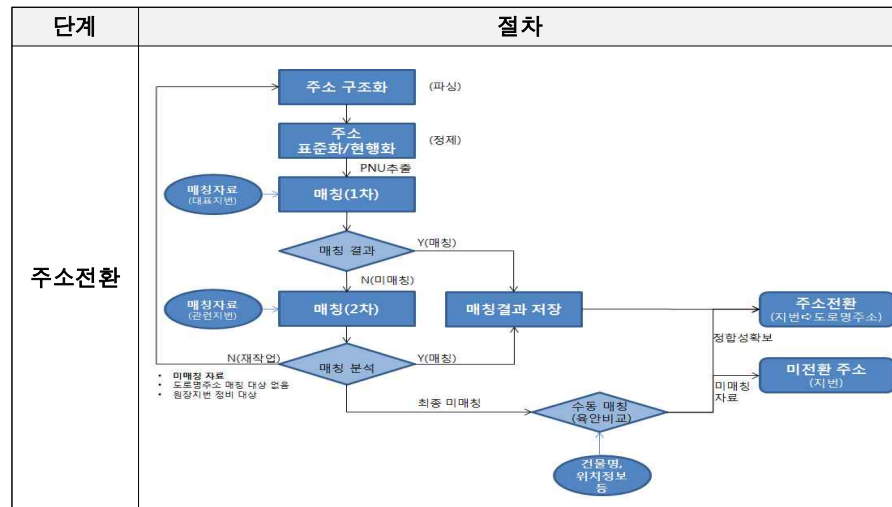 단계
절차
주소전환
주소 구조화
(파싱)
주소
표준화/현행화
(정제)
PNU추출
매칭자료
(대표지번)
매칭(1차)
매칭 결과
Y(매칭)
N(미매칭)
매칭자료
(관련지번)
매칭(2차)
매칭결과 저장
주소전환
(지번⇨도로명주소)
정합성확보
N(재작업)
매칭 분석
Y(매칭)
미전환 주소
(지번)
• 미매칭 자료
• 도로명주소 매칭 대상 없음
• 원장지번 정비 대상
미매칭
자료
최종 미매칭
수동 매칭
(육안비교)
건물명,
위치정보
등